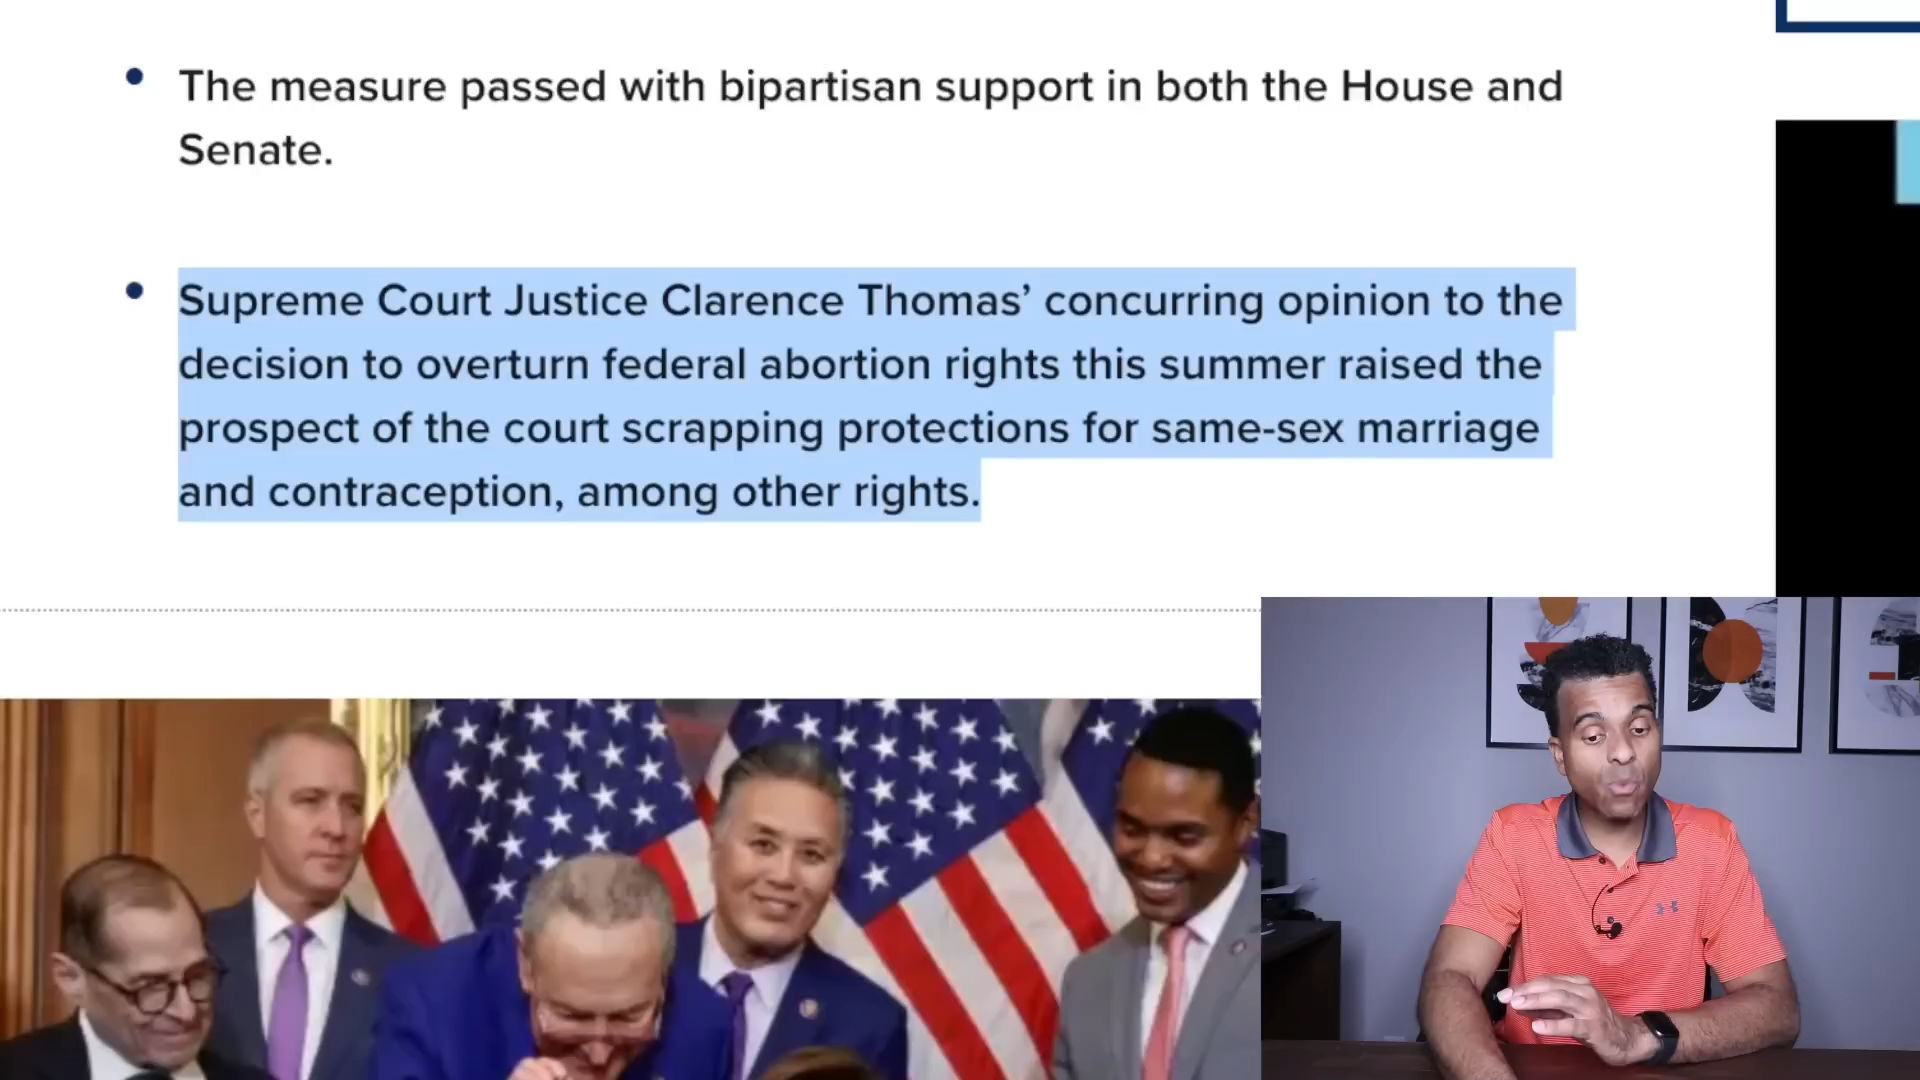 The measure passed with bipartisan support in both the House and
Senate.
Supreme Court Justice Clarence Thomas’ concurring opinion to the
decision to overturn federal abortion rights this summer raised the
prospect of the court scrapping protections for same-sex marriage
and contraception, among other rights.